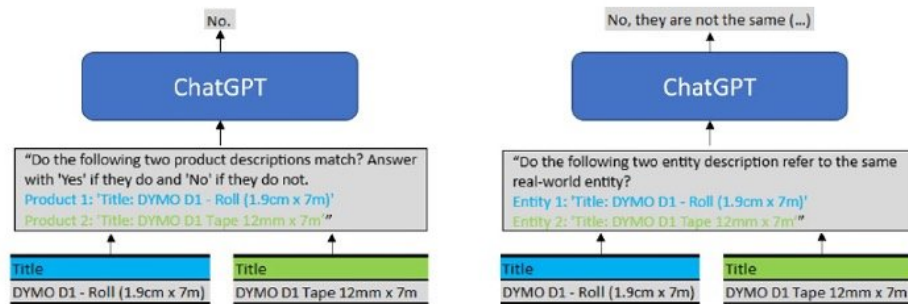 No.
ChatGPT
"Do the following two product descriptions match? Answer
with 'Yes' if they do and 'No' if they do not.
Product 1: 'Title: DYMO D1 - Roll (1.9cm x 7m)'
Product 2: 'Title: DYMO D1 Tape 12mm x 7m'"
Title
DYMO D1 - Roll (1.9cm x 7m)
Title
DYMO D1 Tape 12mm x 7m
No, they are not the same (...)
ChatGPT
"Do the following two entity description refer to the same
real-world entity?
Entity 1: 'Title: DYMO D1 - Roll (1.9cm x 7m)'
Entity 2: 'Title: DYMO D1 Tape 12mm x 7m'"
Title
DYMO D1 - Roll (1.9cm x 7m)
Title
DYMO D1 Tape 12mm x 7m